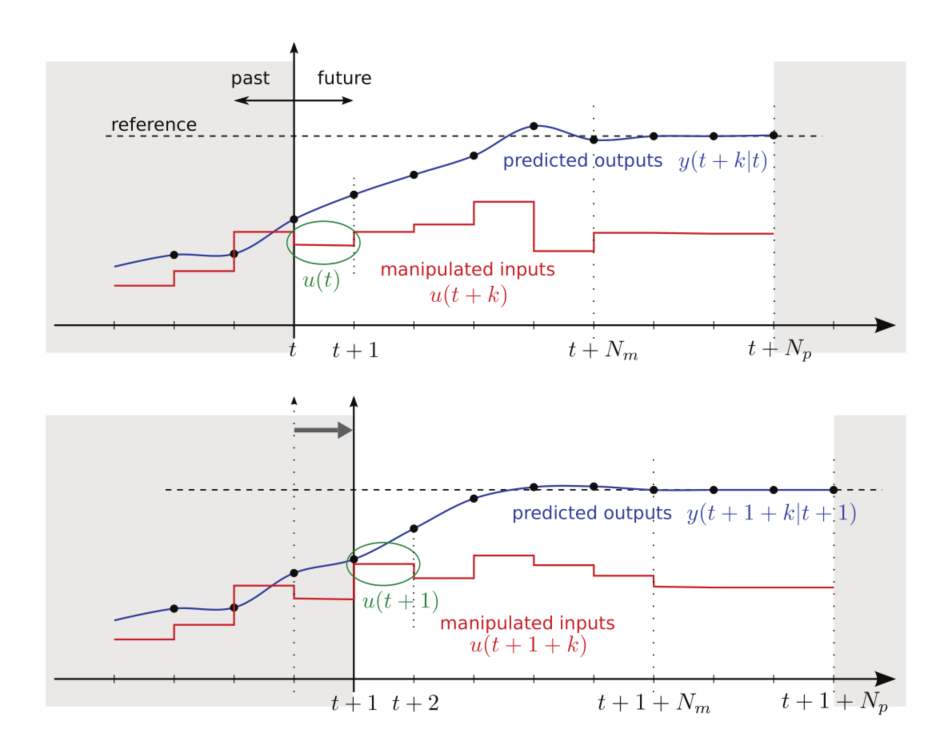 past future
reference
predicted outputs y(t + k|t)
u(t)
manipulated inputs
u(t + k)
t t + 1 t + N_m t + N_p
predicted outputs y(t + 1 + k|t + 1)
u(t + 1)
manipulated inputs
u(t + 1 + k)
t + 1 t + 2 t + 1 + N_m t + 1 + N_p